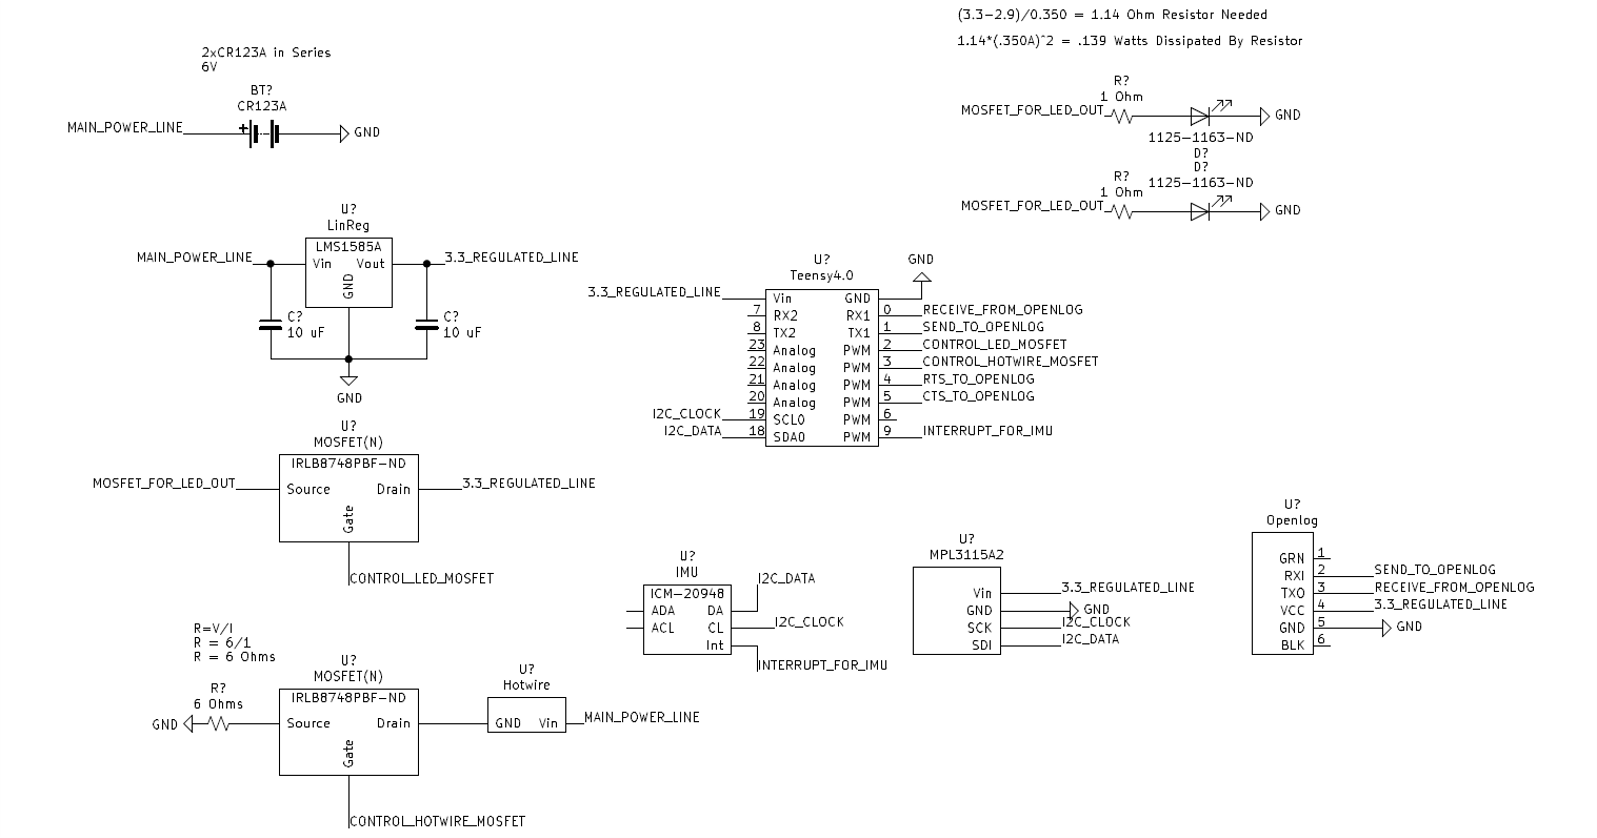 (3.3-2.9)/0.350 = 1.14 Ohm Resistor Needed
1.14*(.350A)^2 = .139 Watts Dissipated By Resistor
2xCR123A in Series
6V
BT?
CR123A
MAIN_POWER_LINE
+
GND
R?
1 Ohm
MOSFET_FOR_LED_OUT
GND
1125-1163-ND
D?
D?
R?
1125-1163-ND
1 Ohm
MOSFET_FOR_LED_OUT
GND
U?
LinReg
LMS1585A
MAIN_POWER_LINE
Vin
Vout
3.3_REGULATED_LINE
GND
C?
10 uF
C?
10 uF
GND
U?
Teensy4.0
GND
3.3_REGULATED_LINE
Vin
GND
7
RX2
RX1
0
RECEIVE_FROM_OPENLOG
8
TX2
TX1
1
SEND_TO_OPENLOG
23
Analog
PWM
2
CONTROL_LED_MOSFET
22
Analog
PWM
3
CONTROL_HOTWIRE_MOSFET
21
Analog
PWM
4
RTS_TO_OPENLOG
20
Analog
PWM
5
CTS_TO_OPENLOG
I2C_CLOCK
19
SCL0
PWM
6
I2C_DATA
18
SDA0
PWM
9
INTERRUPT_FOR_IMU
U?
MOSFET(N)
IRLB8748PBF-ND
MOSFET_FOR_LED_OUT
Source
Drain
3.3_REGULATED_LINE
Gate
CONTROL_LED_MOSFET
U?
IMU
ICM-20948
I2C_DATA
ADA
DA
ACL
CL
I2C_CLOCK
Int
INTERRUPT_FOR_IMU
U?
MPL3115A2
Vin
3.3_REGULATED_LINE
GND
GND
SCK
I2C_CLOCK
SDI
I2C_DATA
U?
Openlog
GRN
1
RXI
2
SEND_TO_OPENLOG
TXO
3
RECEIVE_FROM_OPENLOG
VCC
4
3.3_REGULATED_LINE
GND
5
GND
BLK
6
R=V/I
R = 6/1
R = 6 Ohms
U?
MOSFET(N)
IRLB8748PBF-ND
R?
6 Ohms
GND
Source
Drain
Gate
U?
Hotwire
GND
Vin
MAIN_POWER_LINE
CONTROL_HOTWIRE_MOSFET